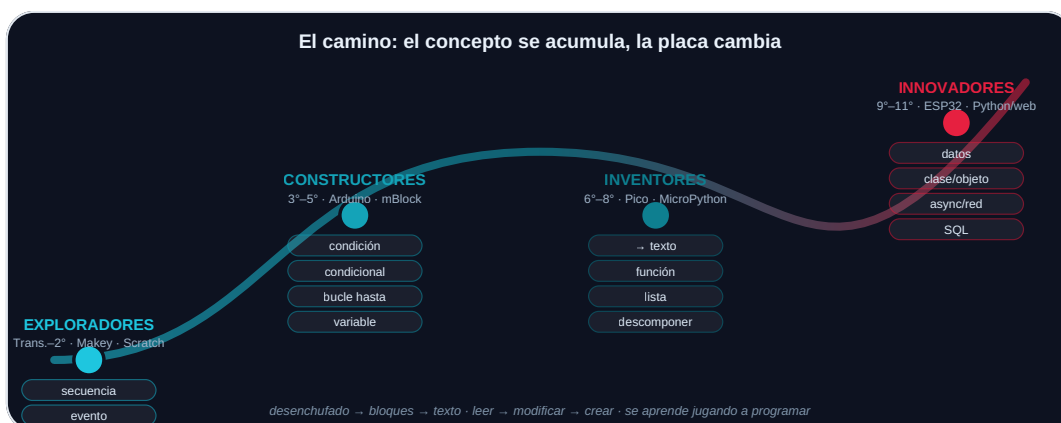 El camino: el concepto se acumula, la placa cambia
EXPLORADORES
Trans.–2° · Makey · Scratch
secuencia
evento
CONSTRUCTORES
3°–5° · Arduino · mBlock
condición
condicional
bucle hasta
variable
INVENTORES
6°–8° · Pico · MicroPython
→ texto
función
lista
descomponer
INNOVADORES
9°–11° · ESP32 · Python/web
datos
clase/objeto
async/red
SQL
desenchufado → bloques → texto · leer → modificar → crear · se aprende jugando a programar